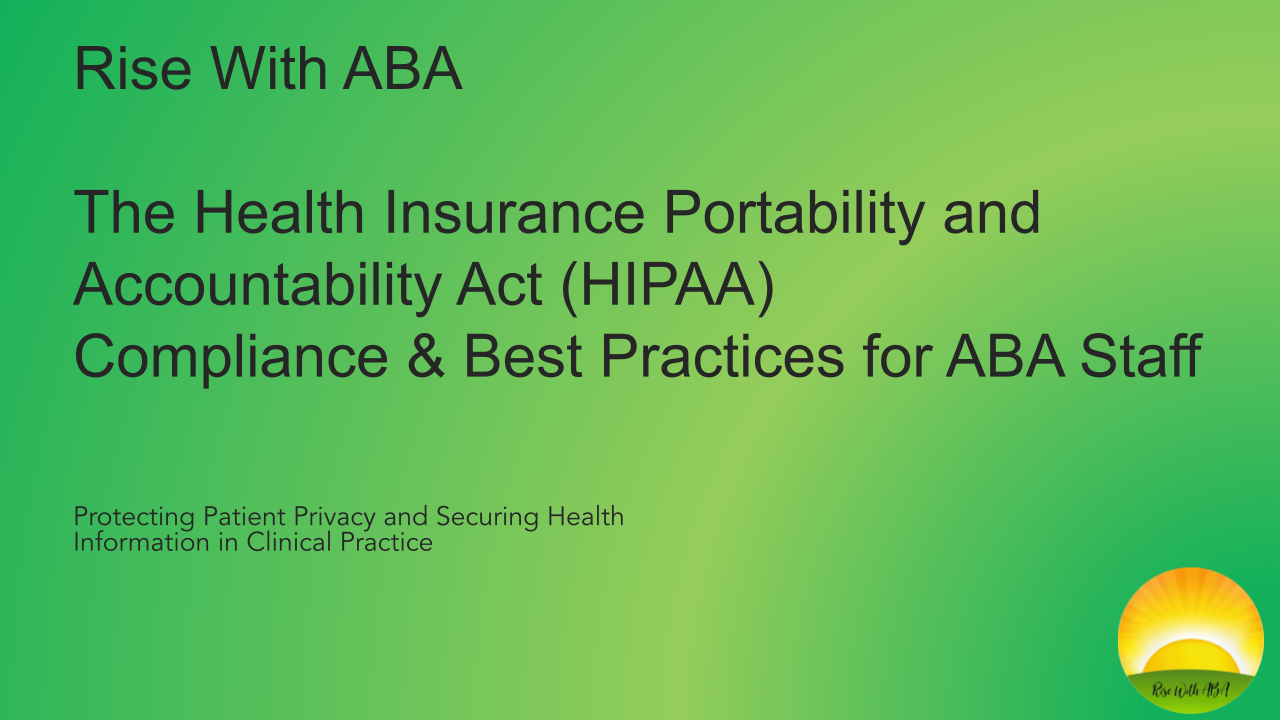 Rise With ABA
The Health Insurance Portability and
Accountability Act (HIPAA)
Compliance & Best Practices for ABA Staff
Protecting Patient Privacy and Securing Health
Information in Clinical Practice
Rise With ABA